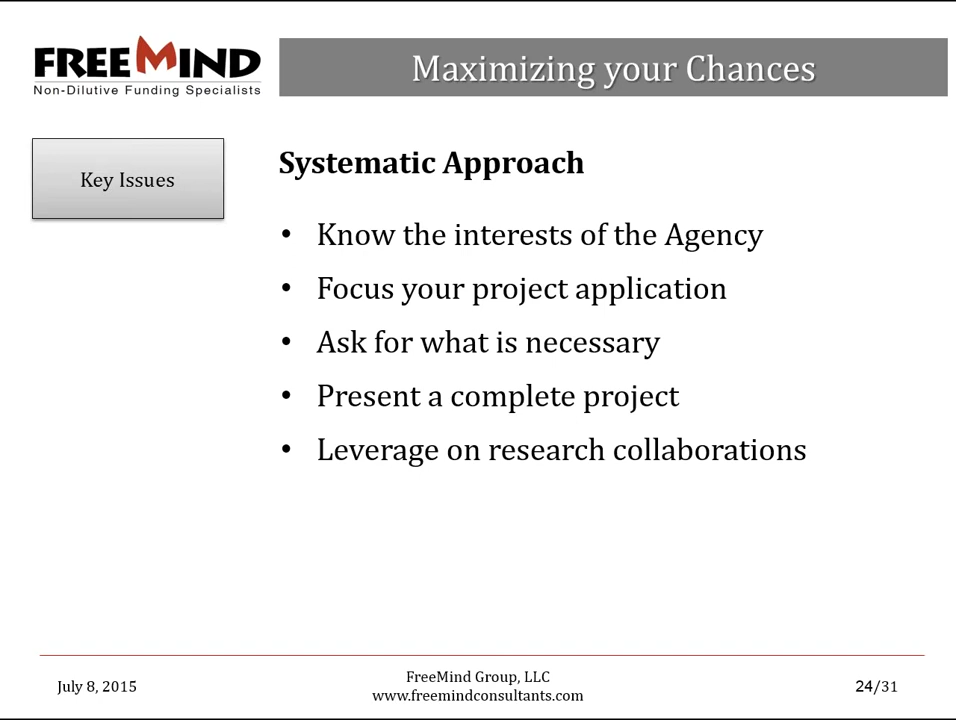 FREEMIND
Non-Dilutive Funding Specialists
Maximizing your Chances
Key Issues
Systematic Approach
• Know the interests of the Agency
• Focus your project application
• Ask for what is necessary
• Present a complete project
• Leverage on research collaborations
July 8, 2015
FreeMind Group, LLC
www.freemindconsultants.com
24/31